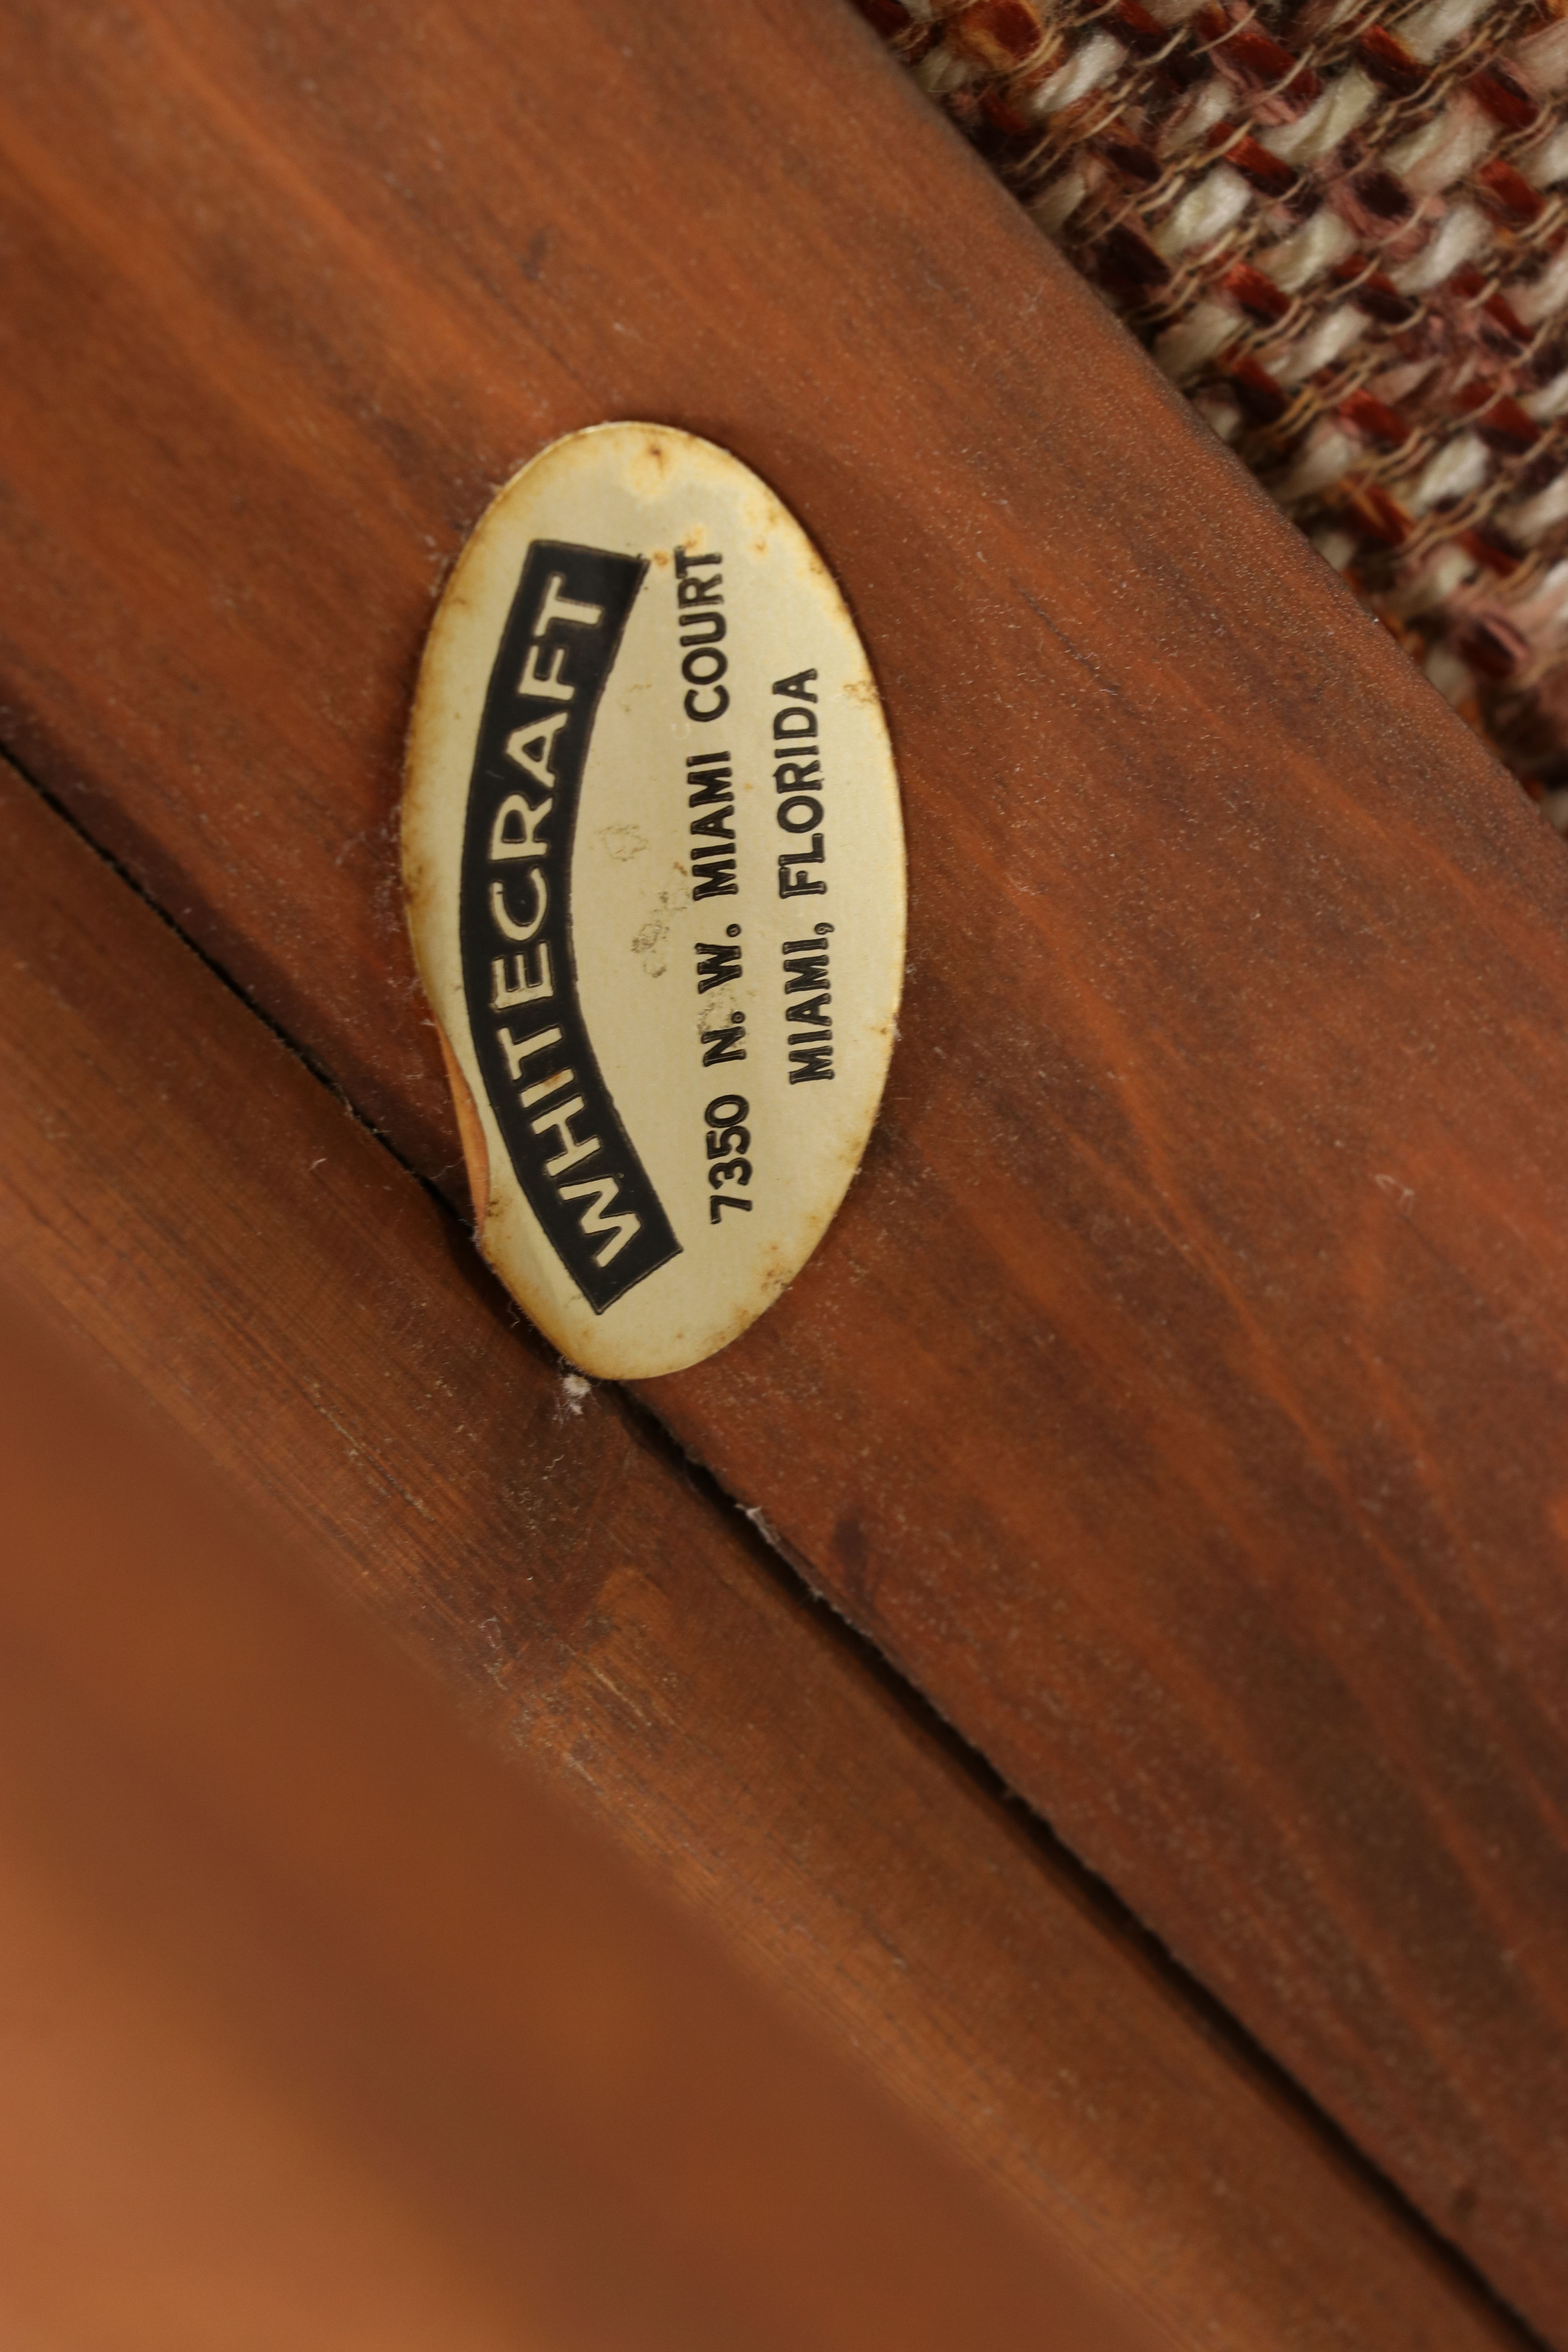 WHITECRAFT
7350 N. W. MIAMI COURT
MIAMI, FLORIDA